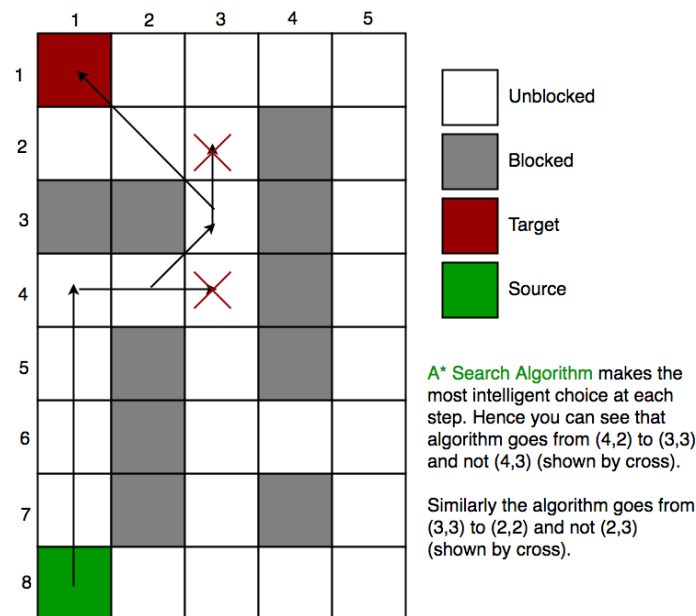 1 2 3 4 5
1
2
3
4
5
6
7
8
Unblocked
Blocked
Target
Source
A* Search Algorithm makes the
most intelligent choice at each
step. Hence you can see that
algorithm goes from (4,2) to (3,3)
and not (4,3) (shown by cross).
Similarly the algorithm goes from
(3,3) to (2,2) and not (2,3)
(shown by cross).